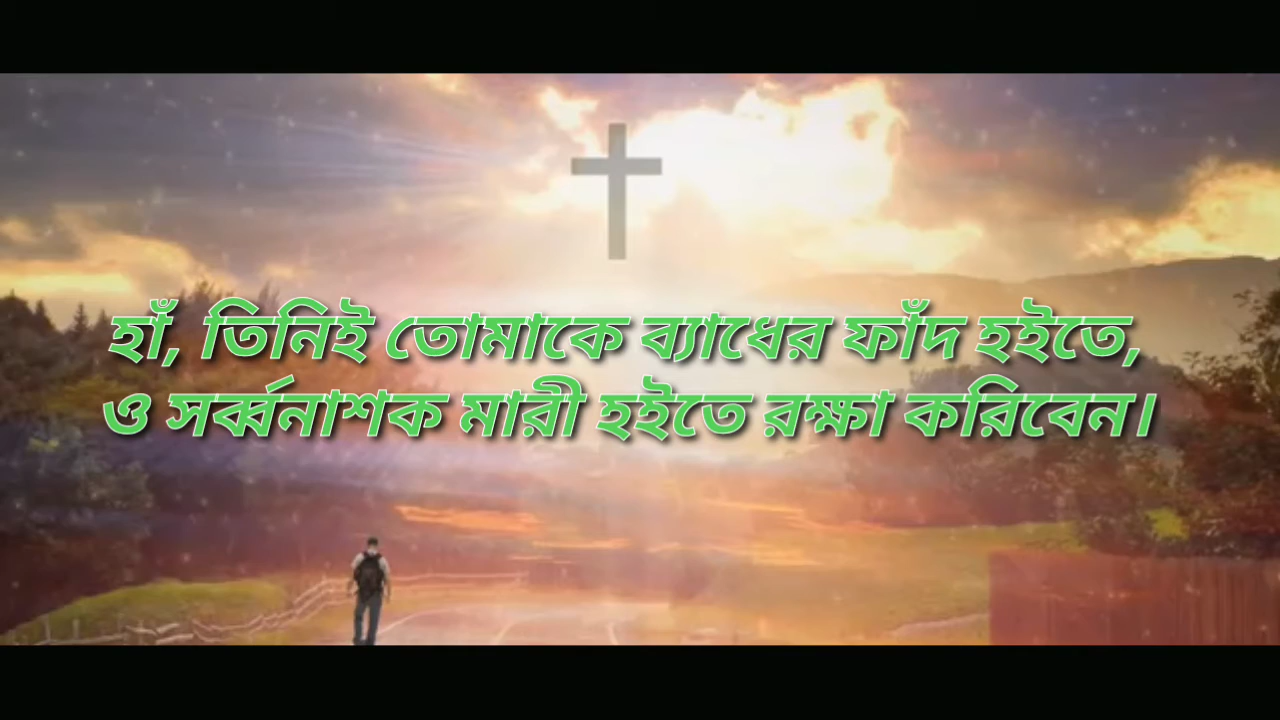 হাঁ, তিনিই তোমাকে ব্যাধের ফাঁদ হইতে,
ও সর্ব্বনাশক মারী হইতে রক্ষা করিবেন।